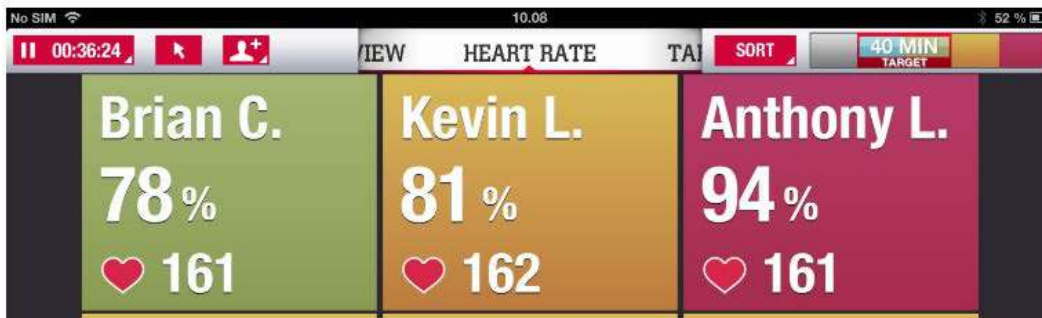 No SIM 10.08 52 %
00:36:24 VIEW HEART RATE TA SORT 40 MIN
TARGET
Brian C. Kevin L. Anthony L.
78 % 81 % 94 %
161 162 161